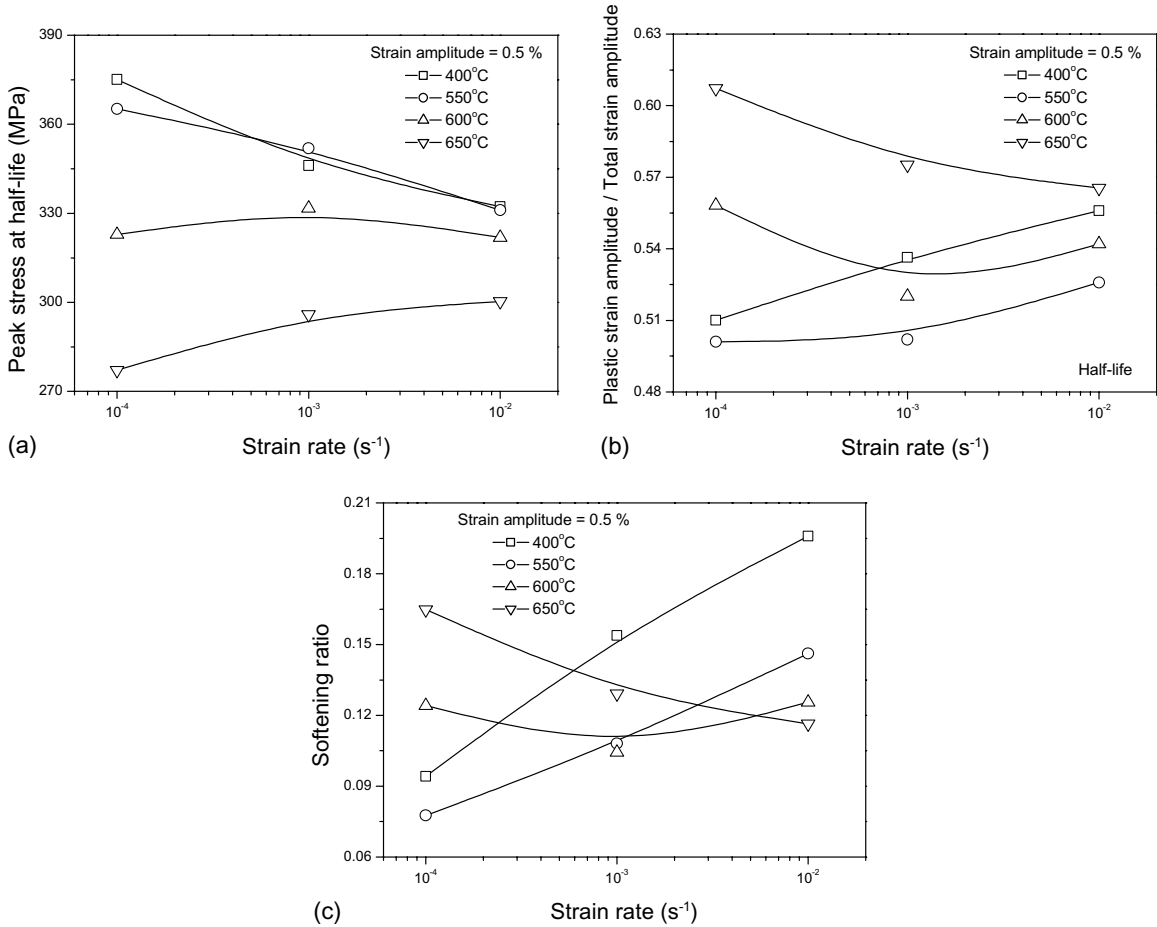 Peak stress at half-life (MPa)
390
360
330
300
270
Strain amplitude = 0.5 %
400°C
550°C
600°C
650°C
10⁻⁴
10⁻³
10⁻²
(a)
Strain rate (s⁻¹)
Plastic strain amplitude / Total strain amplitude
0.63
0.60
0.57
0.54
0.51
0.48
Strain amplitude = 0.5 %
400°C
550°C
600°C
650°C
Half-life
10⁻⁴
10⁻³
10⁻²
(b)
Strain rate (s⁻¹)
Softening ratio
0.21
0.18
0.15
0.12
0.09
0.06
Strain amplitude = 0.5 %
400°C
550°C
600°C
650°C
10⁻⁴
10⁻³
10⁻²
(c)
Strain rate (s⁻¹)